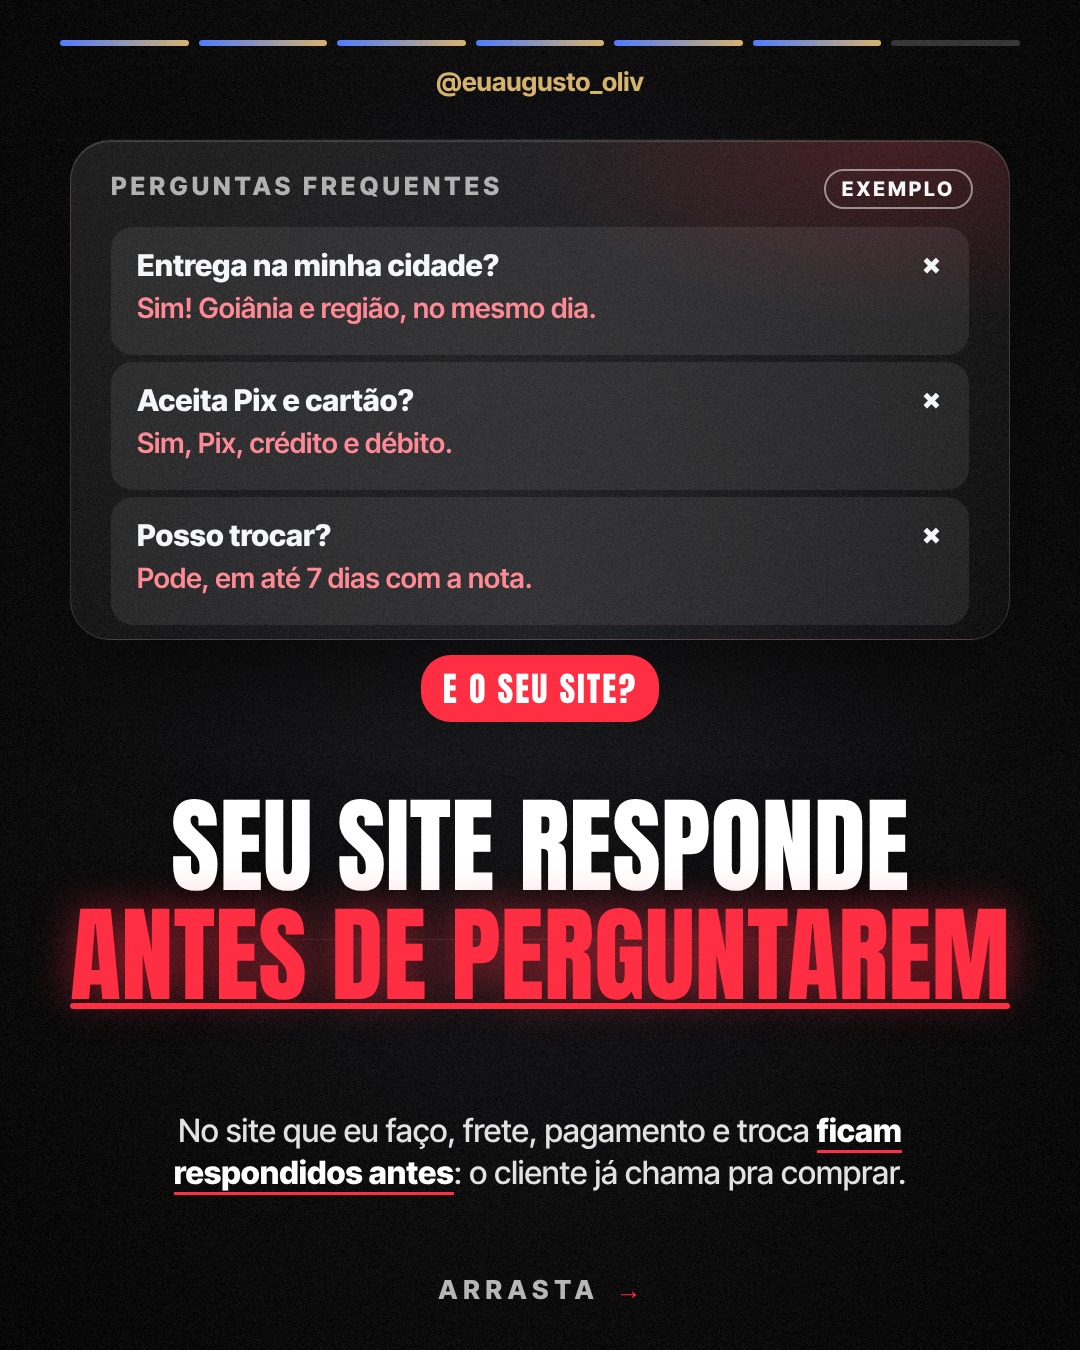 @euaugusto_oliv
PERGUNTAS FREQUENTES
EXEMPLO
Entrega na minha cidade? ✖
Sim! Goiânia e região, no mesmo dia.
Aceita Pix e cartão? ✖
Sim, Pix, crédito e débito.
Posso trocar? ✖
Pode, em até 7 dias com a nota.
E O SEU SITE?
SEU SITE RESPONDE
ANTES DE PERGUNTAREM
No site que eu faço, frete, pagamento e troca ficam
respondidos antes: o cliente já chama pra comprar.
ARRASTA →